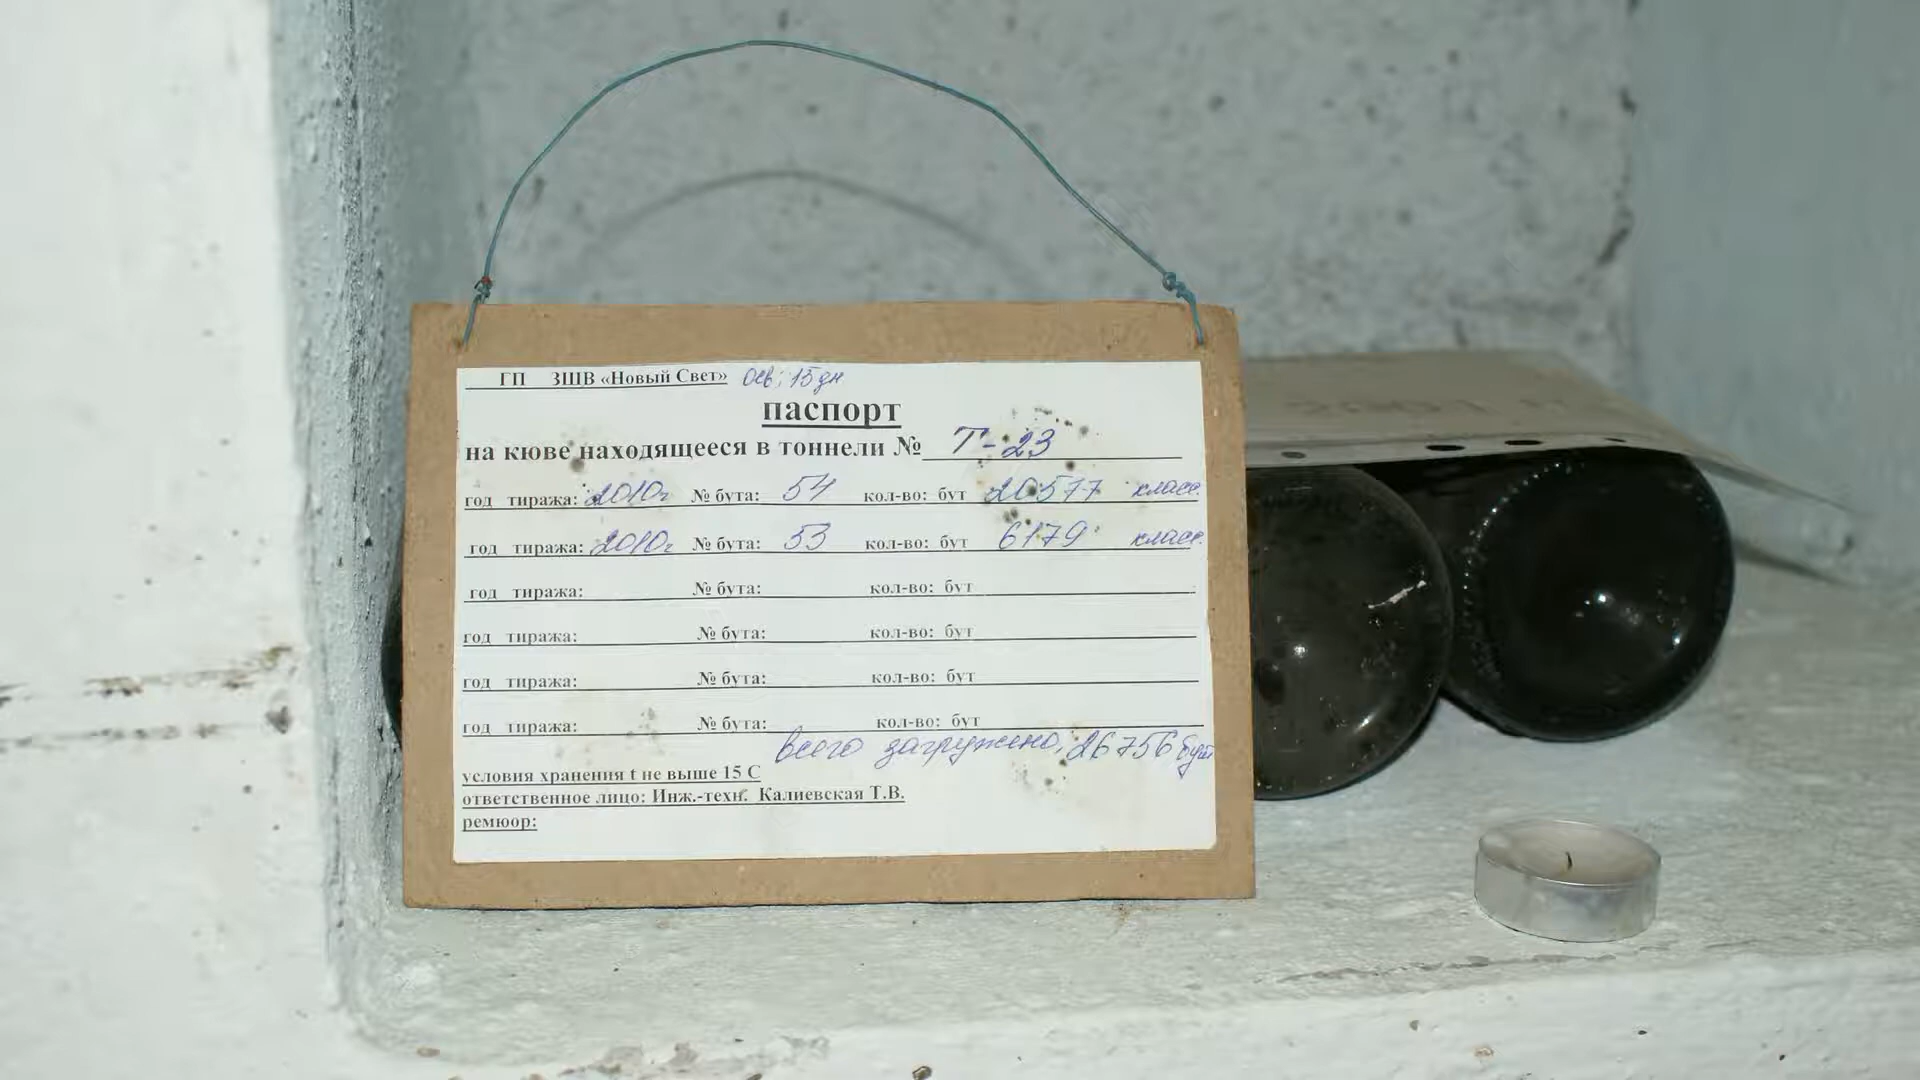 ГП ЗШВ «Новый Свет» осв; 15дн
паспорт
на кюве находящееся в тоннели № Т-23
год тиража: 2010г № бута: 54 кол-во: бут 20577 класс.
год тиража: 2010г № бута: 53 кол-во: бут 6179 класс.
год тиража: № бута: кол-во: бут
год тиража: № бута: кол-во: бут
год тиража: № бута: кол-во: бут
год тиража: № бута: кол-во: бут
всего загружено, 26756 бут
условия хранения t не выше 15 С
ответственное лицо: Инж.-техн. Калиевская Т.В.
ремюор: